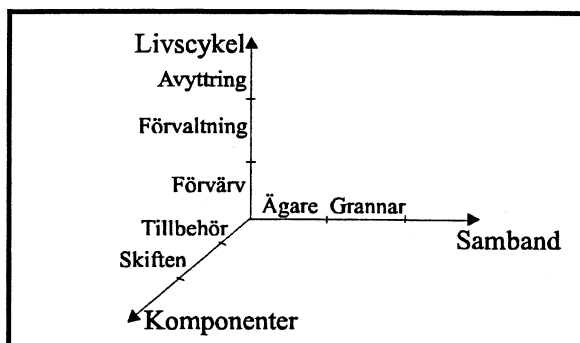 Livscykel
Avyttring
Förvaltning
Förvärv
Ägare Grannar
Tillbehör
Samband
Skiften
Komponenter